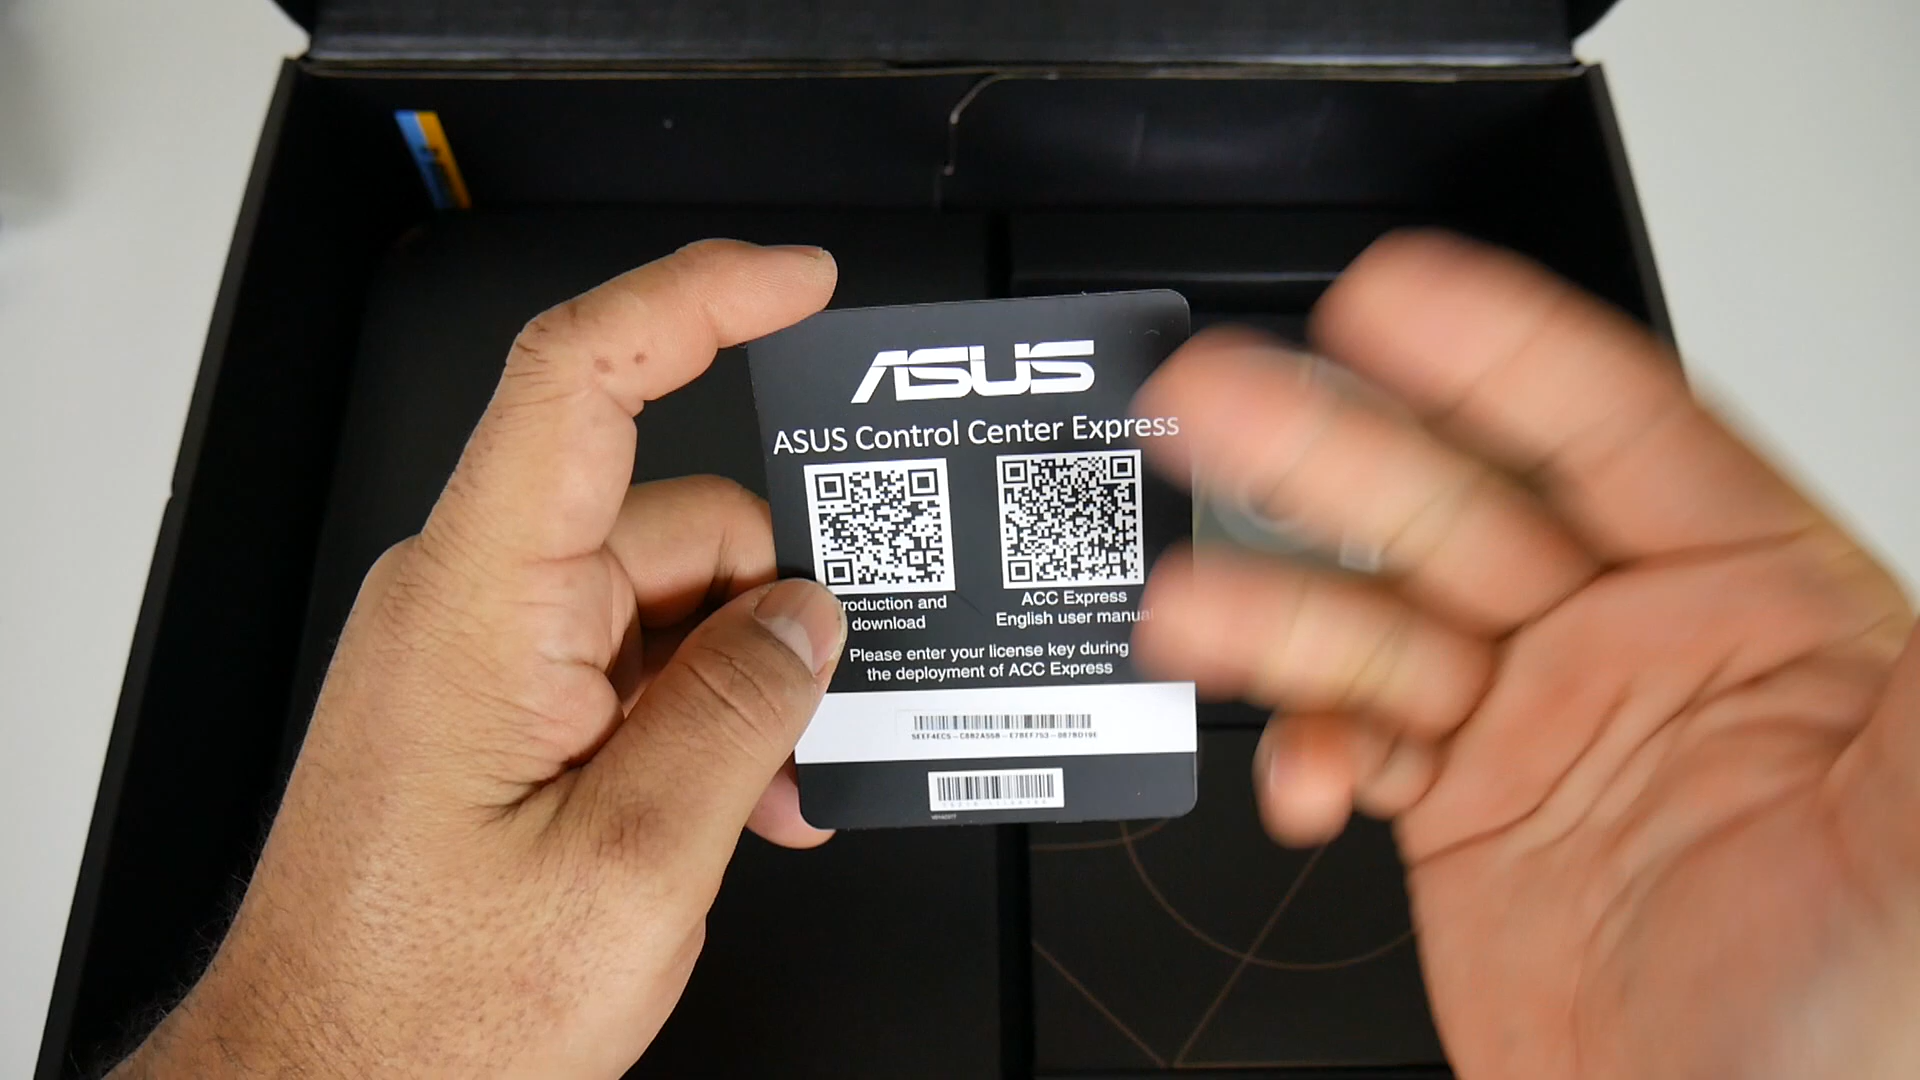 ASUS
ASUS Control Center Express
roduction and
download
ACC Express
English user manua
Please enter your license key during
the deployment of ACC Express